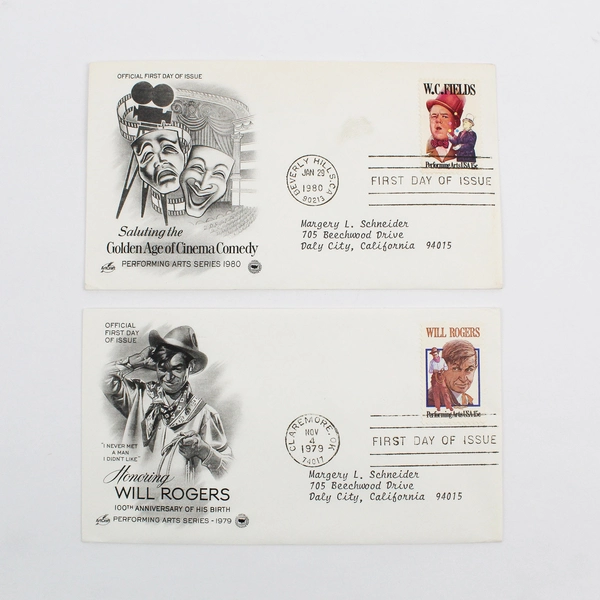 OFFICIAL FIRST DAY OF ISSUE
W.C. FIELDS
Performing Arts USA 15c
BEVERLY HILLS, CA
JAN 29
1980
90213
FIRST DAY OF ISSUE
Margery L. Schneider
705 Beechwood Drive
Daly City, California 94015
Saluting the
Golden Age of Cinema Comedy
ArtCraft
PERFORMING ARTS SERIES 1980
OFFICIAL
FIRST DAY
OF ISSUE
WILL ROGERS
Performing Arts USA 15c
CLAREMORE, OK
NOV
4
1979
74017
FIRST DAY OF ISSUE
"I NEVER MET
A MAN
I DIDN'T LIKE"
Margery L. Schneider
705 Beechwood Drive
Daly City, California 94015
Honoring
WILL ROGERS
100TH ANNIVERSARY OF HIS BIRTH
ArtCraft
PERFORMING ARTS SERIES - 1979